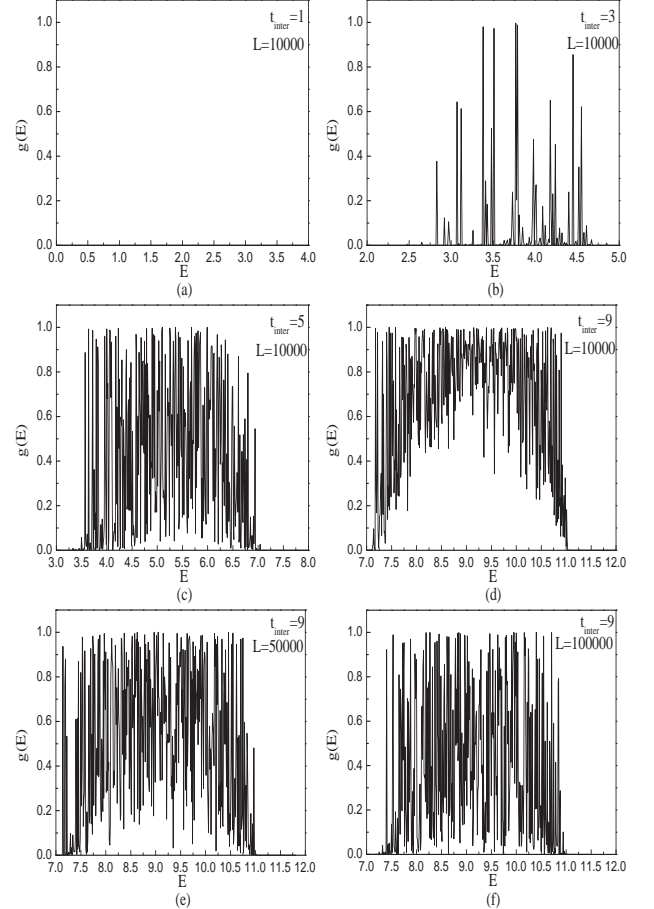 t_inter=1
L=10000
g(E)
1.0
0.8
0.6
0.4
0.2
0.0
0.0 0.5 1.0 1.5 2.0 2.5 3.0 3.5 4.0
E
(a)
t_inter=3
L=10000
g(E)
1.0
0.8
0.6
0.4
0.2
0.0
2.0 2.5 3.0 3.5 4.0 4.5 5.0
E
(b)
t_inter=5
L=10000
g(E)
1.0
0.8
0.6
0.4
0.2
0.0
3.0 3.5 4.0 4.5 5.0 5.5 6.0 6.5 7.0 7.5 8.0
E
(c)
t_inter=9
L=10000
g(E)
1.0
0.8
0.6
0.4
0.2
0.0
7.0 7.5 8.0 8.5 9.0 9.5 10.0 10.5 11.0 11.5 12.0
E
(d)
t_inter=9
L=50000
g(E)
1.0
0.8
0.6
0.4
0.2
0.0
7.0 7.5 8.0 8.5 9.0 9.5 10.0 10.5 11.0 11.5 12.0
E
(e)
t_inter=9
L=100000
g(E)
1.0
0.8
0.6
0.4
0.2
0.0
7.0 7.5 8.0 8.5 9.0 9.5 10.0 10.5 11.0 11.5 12.0
E
(f)